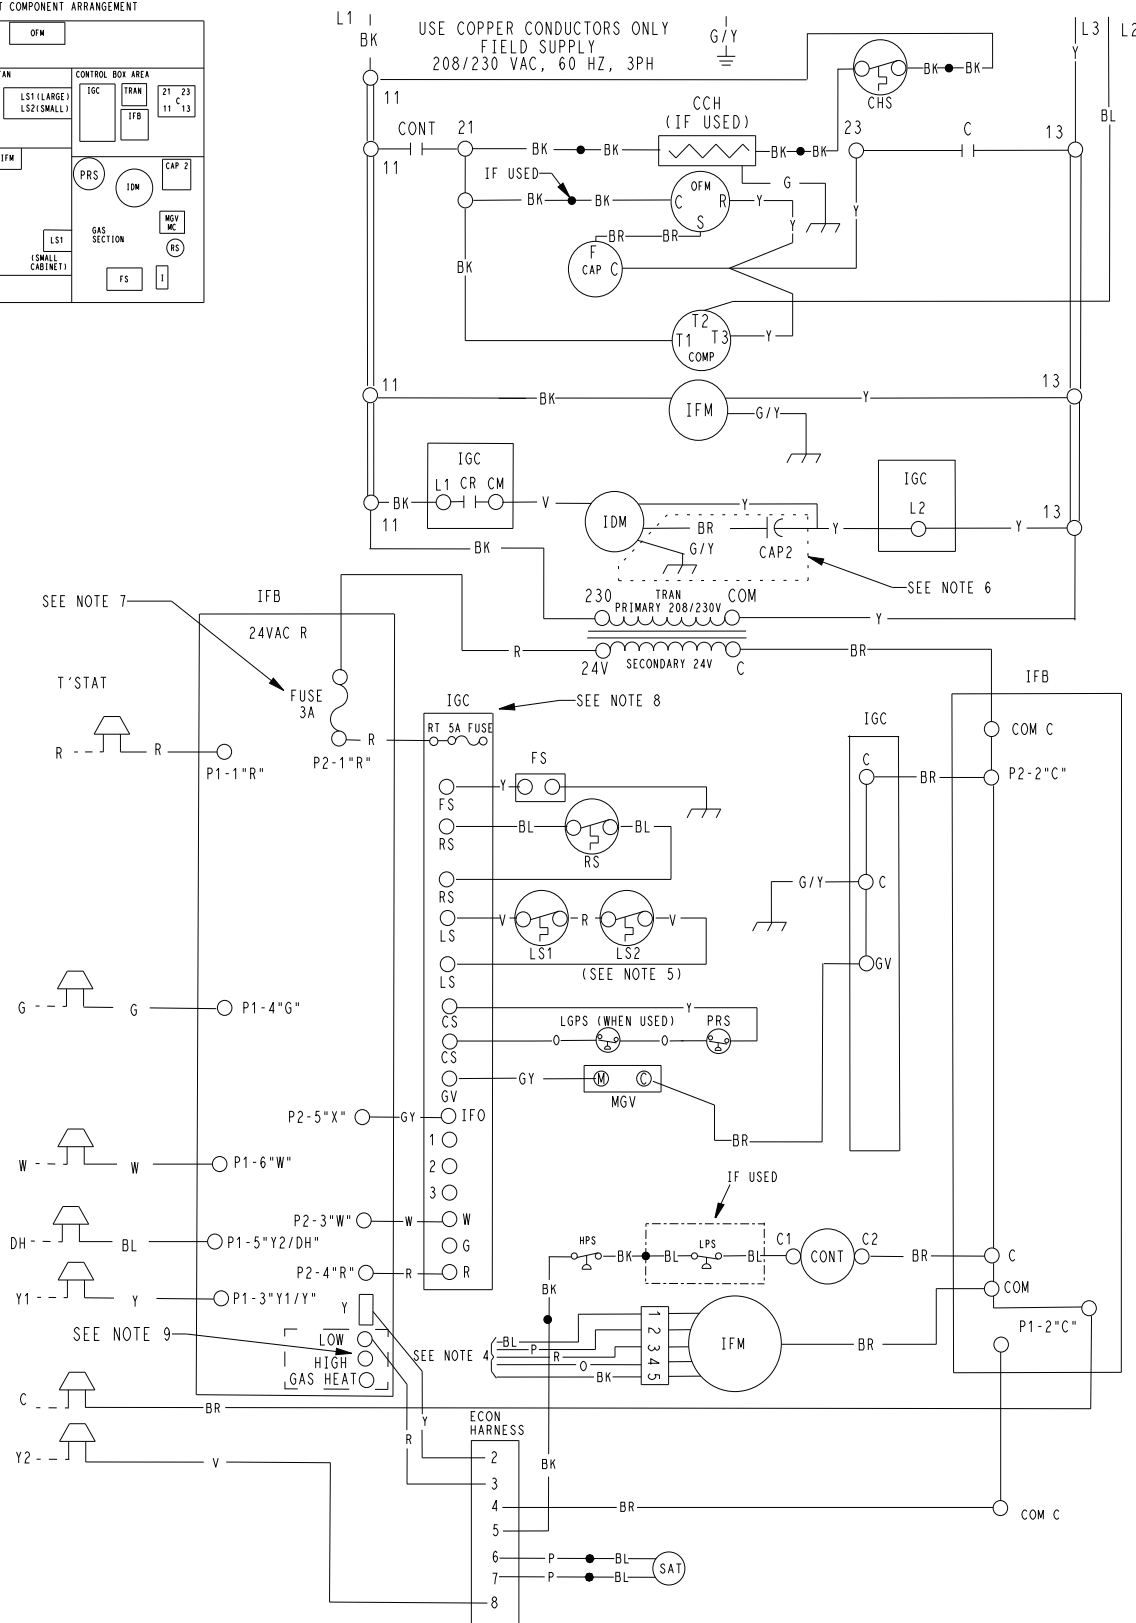 T COMPONENT ARRANGEMENT
OFM
AN
LS1(LARGE)
LS2(SMALL)
CONTROL BOX AREA
IGC
TRAN
IFB
21 23
C
11 13
IFM
PRS
IDM
CAP 2
MGV
MC
RS
GAS
SECTION
LS1
(SMALL
CABINET)
FS
I
L1
BK
USE COPPER CONDUCTORS ONLY
FIELD SUPPLY
208/230 VAC, 60 HZ, 3PH
G/Y
L3
L2
Y
BL
11
CHS
BK BK
CONT 21
CCH
(IF USED)
23 C 13
11
BK BK
BK BK
IF USED
BK BK
OFM
C R
S
Y
G
Y
Y
BR BR
F
CAP C
BK
T2
T1 T3
COMP
Y
11
BK
IFM
Y
13
G/Y
IGC
L1 CR CM
BK
V
11
IDM
Y
BR
G/Y
CAP2
Y
IGC
L2
Y
13
BK
SEE NOTE 6
230
TRAN
PRIMARY 208/230V
COM
Y
24V
SECONDARY 24V
C
R
BR
SEE NOTE 7
IFB
24VAC R
T'STAT
FUSE
3A
R R
P1-1"R"
P2-1"R"
R
IGC
SEE NOTE 8
RT 5A FUSE
IGC
IFB
COM C
C
BR
P2-2"C"
FS
Y
FS
RS
BL BL
RS
RS
G/Y
C
LS
V R V
LS1 LS2
(SEE NOTE 5)
LS
GV
G G P1-4"G"
CS
Y
LGPS (WHEN USED) PRS
O O
CS
GV
GY
M C
MGV
BR
P2-5"X" GY IFO
1
2
3
W W P1-6"W"
P2-3"W" W W
G
DH BL P1-5"Y2/DH"
P2-4"R" R R
IF USED
HPS
BK BL
LPS
BL
C1
CONT
C2
BR
C
COM
BK
Y1 Y P1-3"Y1/Y"
Y
P1-2"C"
SEE NOTE 9
LOW
HIGH
GAS HEAT
SEE NOTE 4
BL
P
R
O
BK
1
2
3
4
5
IFM
BR
C
BR
ECON
HARNESS
Y
R
Y2 V
2
3
BK
4
BR
COM C
5
6 P BL
SAT
7 P BL
8